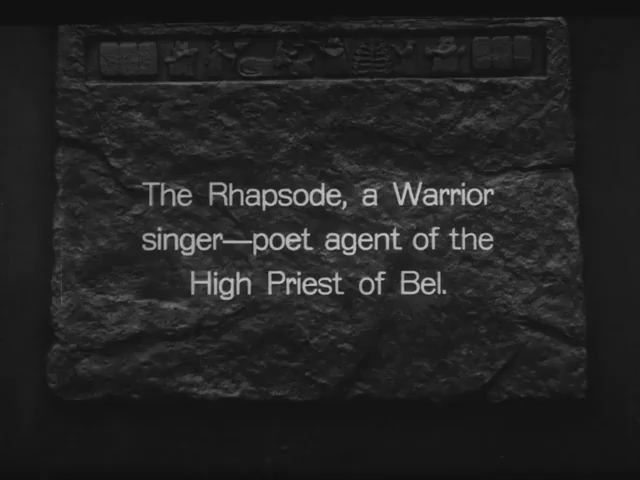 The Rhapsode, a Warrior
singer—poet agent of the
High Priest of Bel.